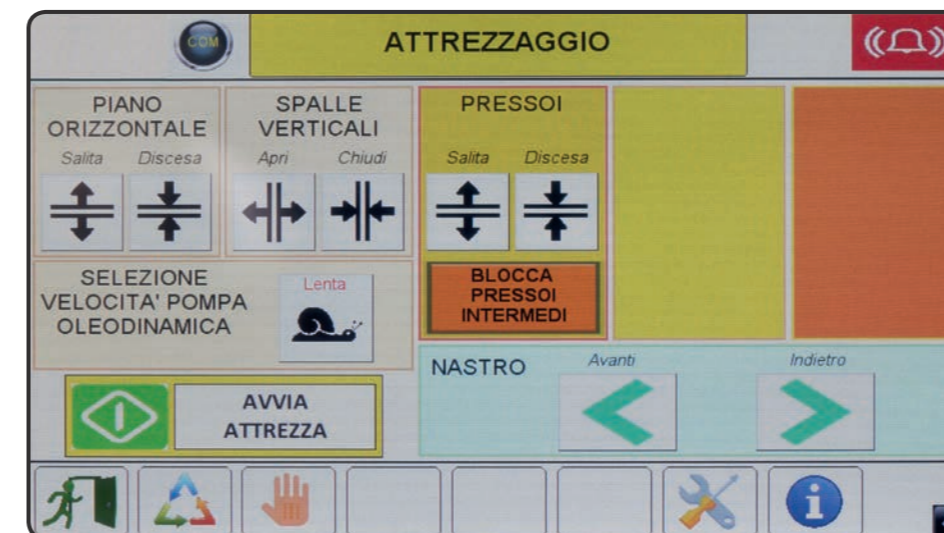 COM
ATTREZZAGGIO
PIANO
ORIZZONTALE
Salita Discesa
SPALLE
VERTICALI
Apri Chiudi
PRESSOI
Salita Discesa
BLOCCA
PRESSOI
INTERMEDI
SELEZIONE
VELOCITA' POMPA
OLEODINAMICA
Lenta
NASTRO
Avanti Indietro
AVVIA
ATTREZZA